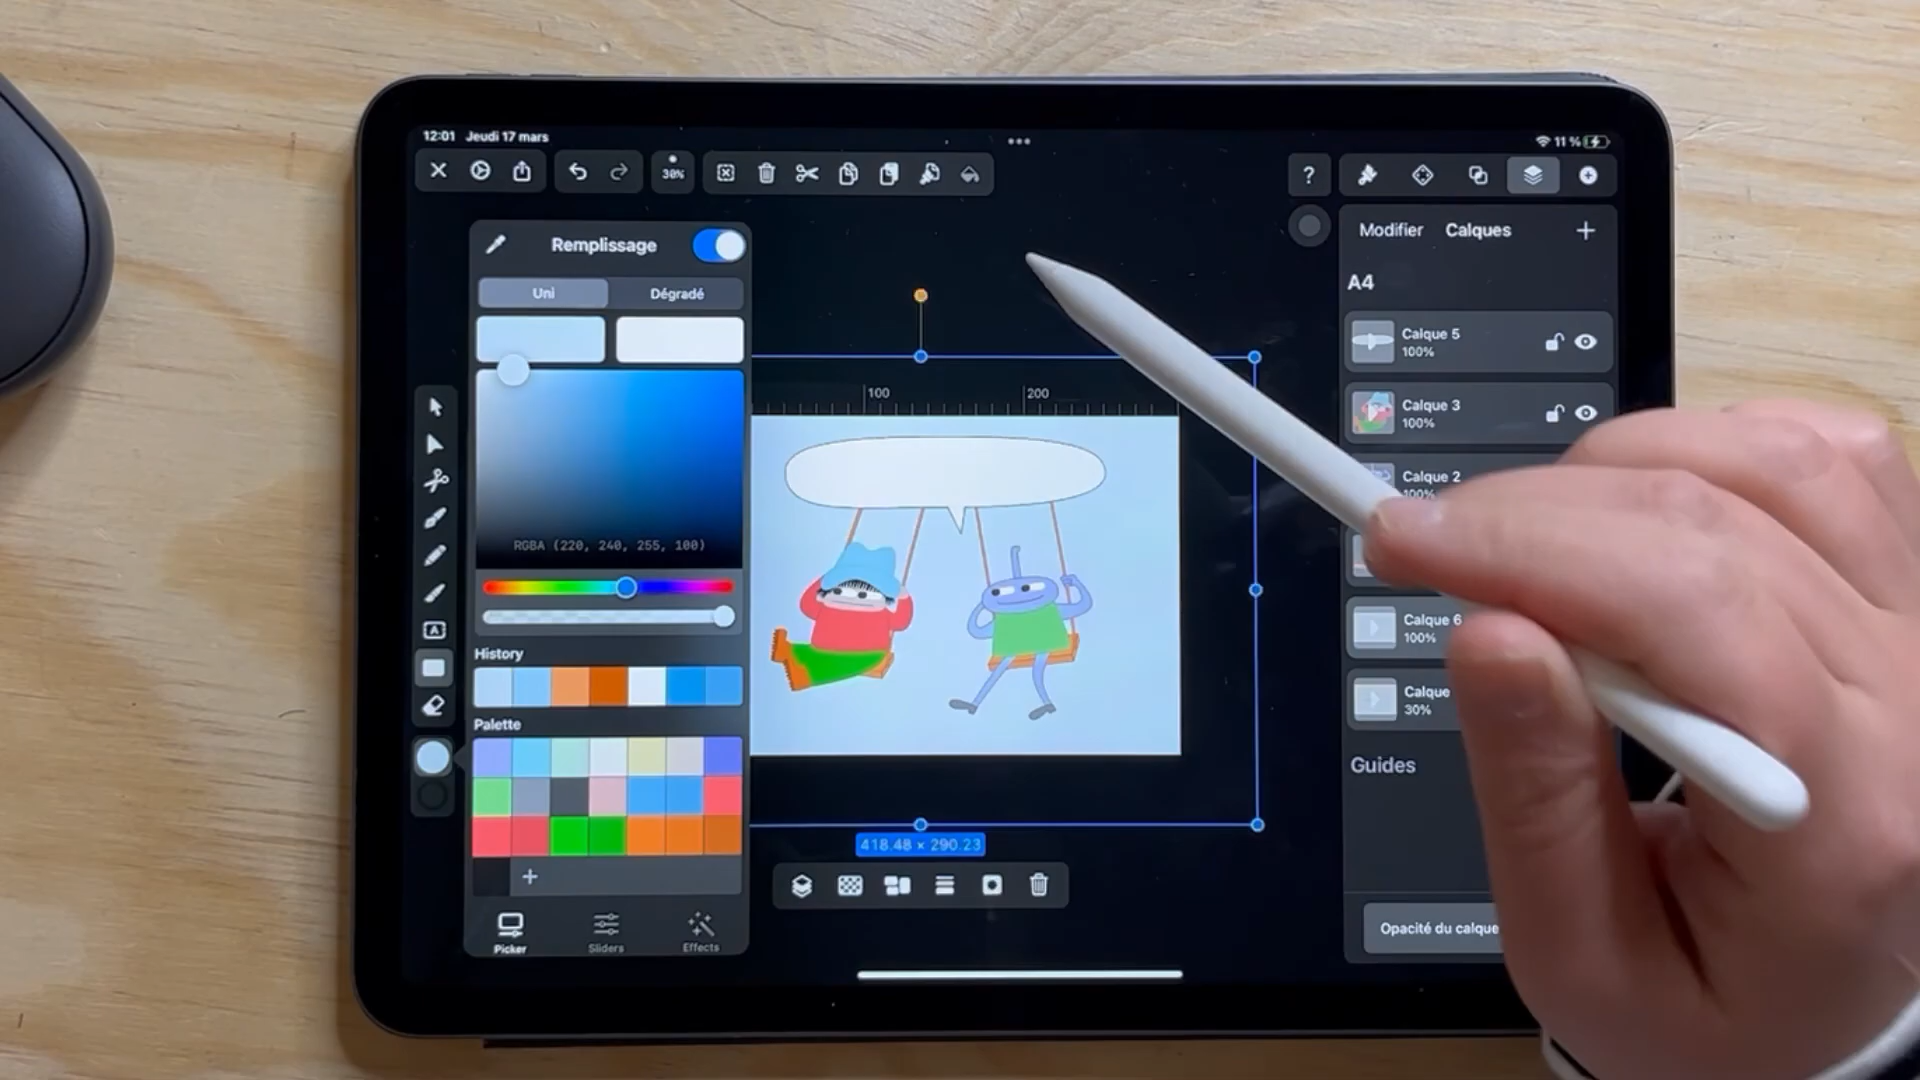 12:01 Jeudi 17 mars
11 %
30%
?
Remplissage
Uni
Dégradé
RGBA (220, 240, 255, 100)
History
Palette
Picker
Sliders
Effects
100
200
418.48 × 290.23
A
Modifier
Calques
A4
Calque 5
100%
Calque 3
100%
Calque 2
100%
Calque 6
100%
Calque
30%
Guides
Opacité du calque